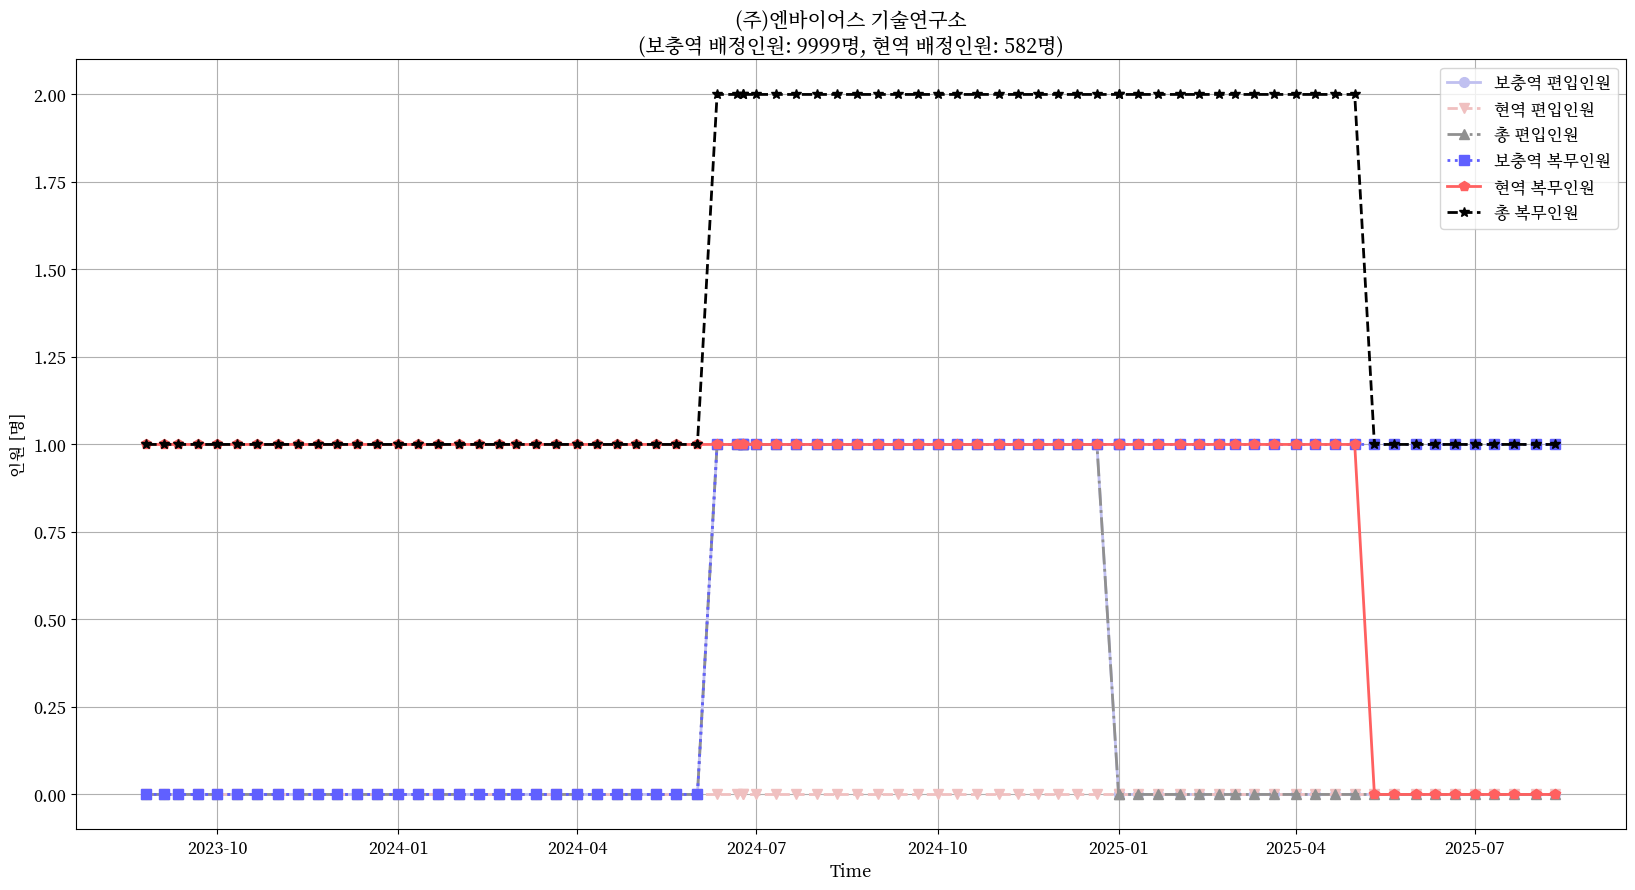 (주)엔바이어스 기술연구소
(보충역 배정인원: 9999명, 현역 배정인원: 582명)
보충역 편입인원
현역 편입인원
총 편입인원
보충역 복무인원
현역 복무인원
총 복무인원
인원 [명]
2.00
1.75
1.50
1.25
1.00
0.75
0.50
0.25
0.00
2023-10
2024-01
2024-04
2024-07
2024-10
2025-01
2025-04
2025-07
Time